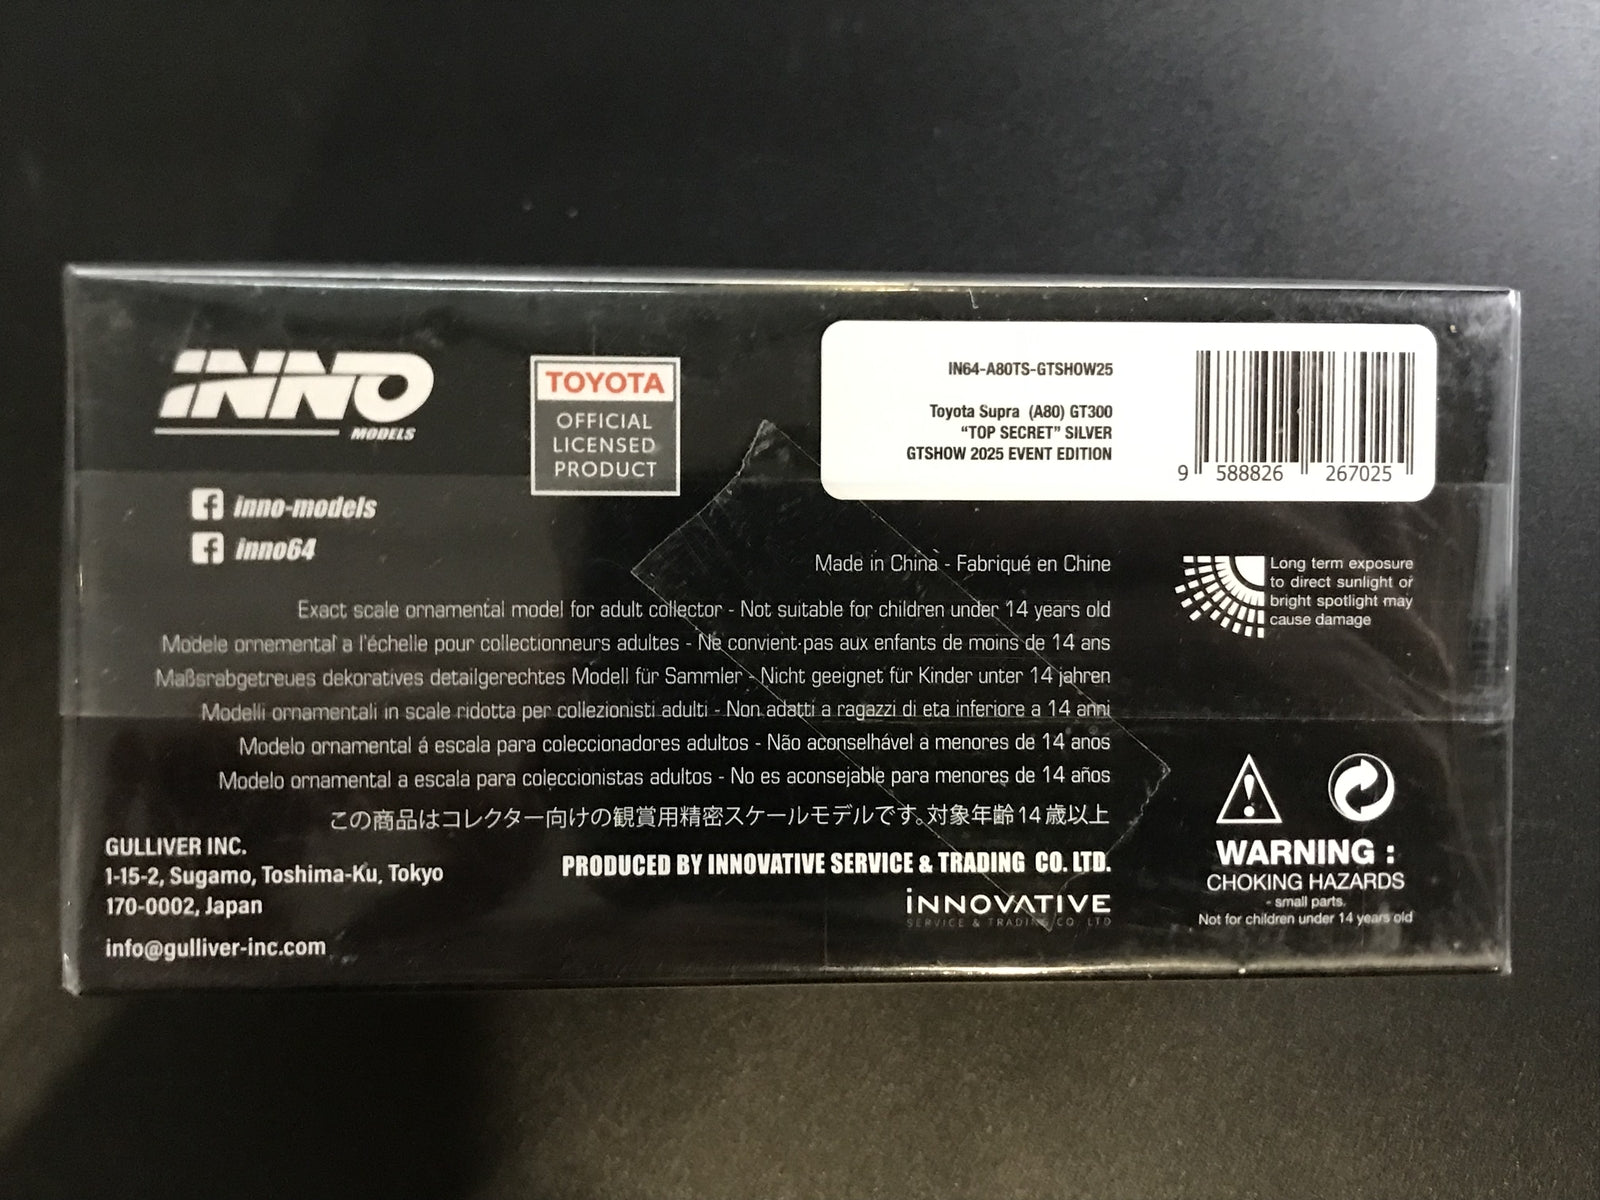 INNO
MODELS
inno-models
inno64
TOYOTA
OFFICIAL
LICENSED
PRODUCT
IN64-A80TS-GTSHOW25
Toyota Supra (A80) GT300
“TOP SECRET” SILVER
GTSHOW 2025 EVENT EDITION
9 588826 267025
Made in China - Fabriqué en Chine
Long term exposure
to direct sunlight or
bright spotlight may
cause damage
Exact scale ornamental model for adult collector - Not suitable for children under 14 years old
Modele ornemental a l'échelle pour collectionneurs adultes - Ne convient pas aux enfants de moins de 14 ans
Maßsrabgetreues dekoratives detailgerechtes Modell für Sammler - Nicht geeignet für Kinder unter 14 jahren
Modelli ornamentali in scale ridotta per collezionisti adulti - Non adatti a ragazzi di eta inferiore a 14 anni
Modelo ornamental á escala para coleccionadores adultos - Não aconselhável a menores de 14 anos
Modelo ornamental a escala para coleccionistas adultos - No es aconsejable para menores de 14 años
この商品はコレクター向けの観賞用精密スケールモデルです。対象年齢14歳以上
GULLIVER INC.
1-15-2, Sugamo, Toshima-Ku, Tokyo
170-0002, Japan
info@gulliver-inc.com
PRODUCED BY INNOVATIVE SERVICE & TRADING CO. LTD.
INNOVATIVE
SERVICE & TRADING CO. LTD
WARNING :
CHOKING HAZARDS
- small parts.
Not for children under 14 years old